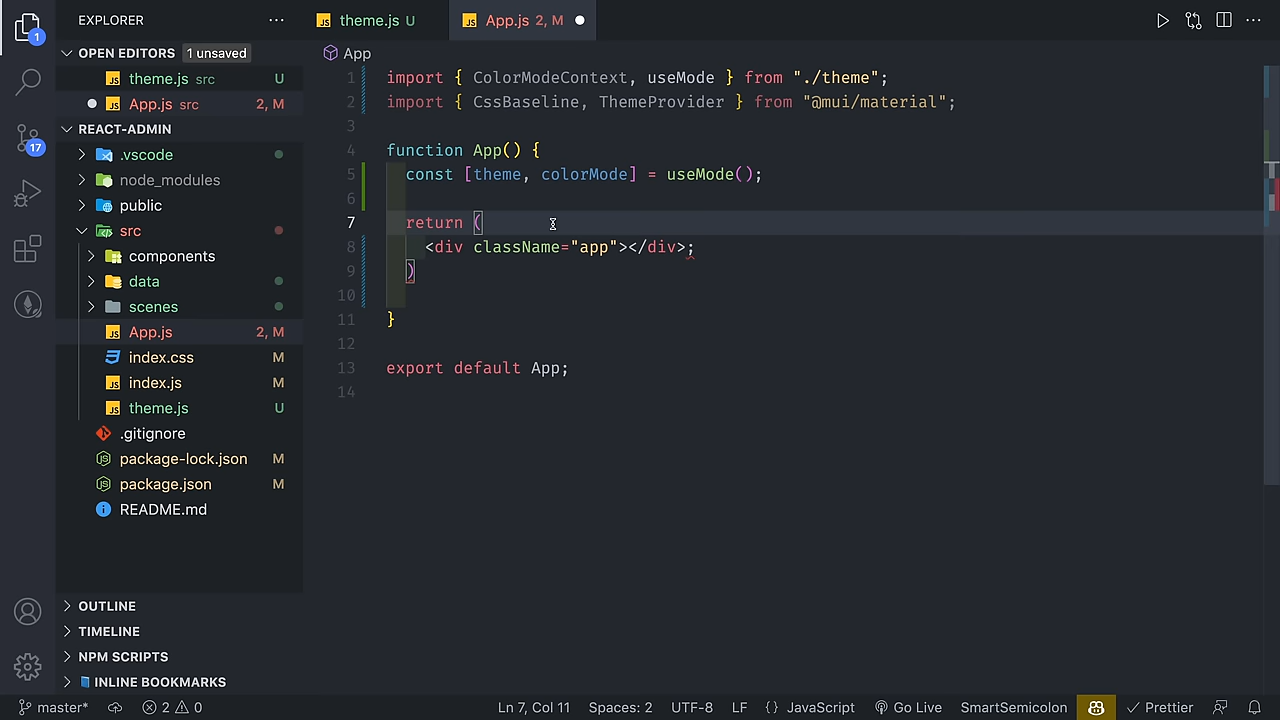 EXPLORER
theme.js U
App.js 2, M
OPEN EDITORS 1 unsaved
theme.js src U
App.js src 2, M
REACT-ADMIN
.vscode
node_modules
public
src
components
data
scenes
App.js 2, M
index.css M
index.js M
theme.js U
.gitignore
package-lock.json M
package.json M
README.md
OUTLINE
TIMELINE
NPM SCRIPTS
INLINE BOOKMARKS
1
17
App
1 import { ColorModeContext, useMode } from "./theme";
2 import { CssBaseline, ThemeProvider } from "@mui/material";
3
4 function App() {
5 const [theme, colorMode] = useMode();
6
7 return (
8 <div className="app"></div>;
9 )
10
11 }
12
13 export default App;
14
master* 2 0 Ln 7, Col 11 Spaces: 2 UTF-8 LF {} JavaScript Go Live SmartSemicolon Prettier